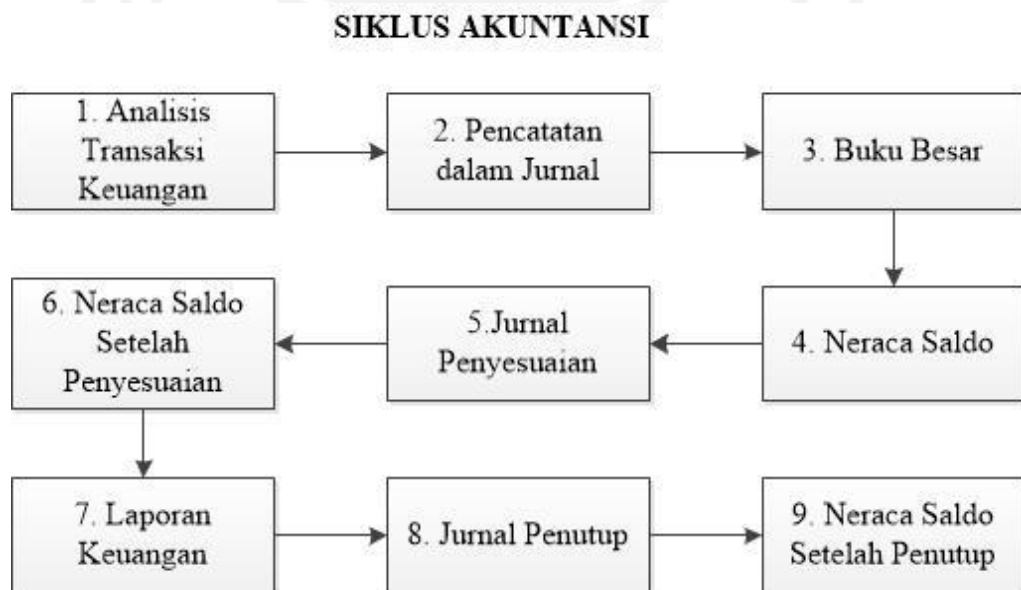 SIKLUS AKUNTANSI
1. Analisis
Transaksi
Keuangan
2. Pencatatan
dalam Jurnal
3. Buku Besar
4. Neraca Saldo
5.Jurnal
Penyesuaian
6. Neraca Saldo
Setelah
Penyesuaian
7. Laporan
Keuangan
8. Jurnal Penutup
9. Neraca Saldo
Setelah Penutup